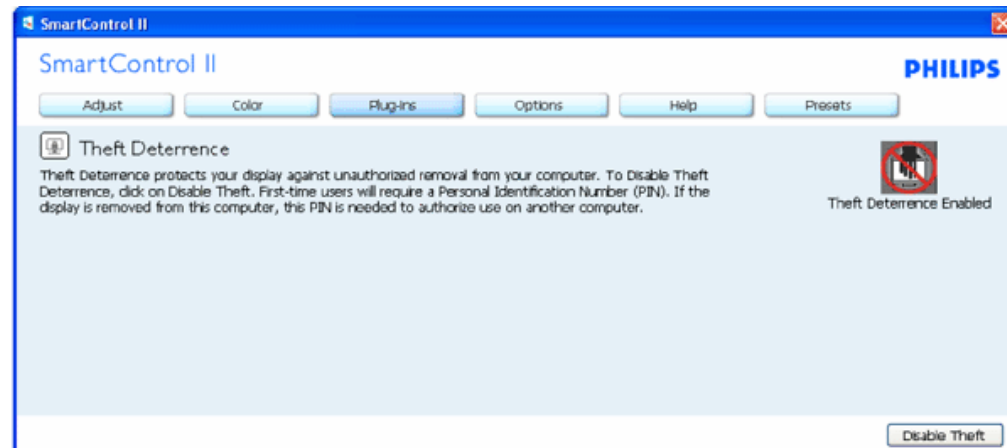 SmartControl II
SmartControl II
PHILIPS
Adjust Color Plug-Ins Options Help Presets
Theft Deterrence
Theft Deterrence protects your display against unauthorized removal from your computer. To Disable Theft
Deterrence, click on Disable Theft. First-time users will require a Personal Identification Number (PIN). If the
display is removed from this computer, this PIN is needed to authorize use on another computer.
Theft Deterrence Enabled
Disable Theft